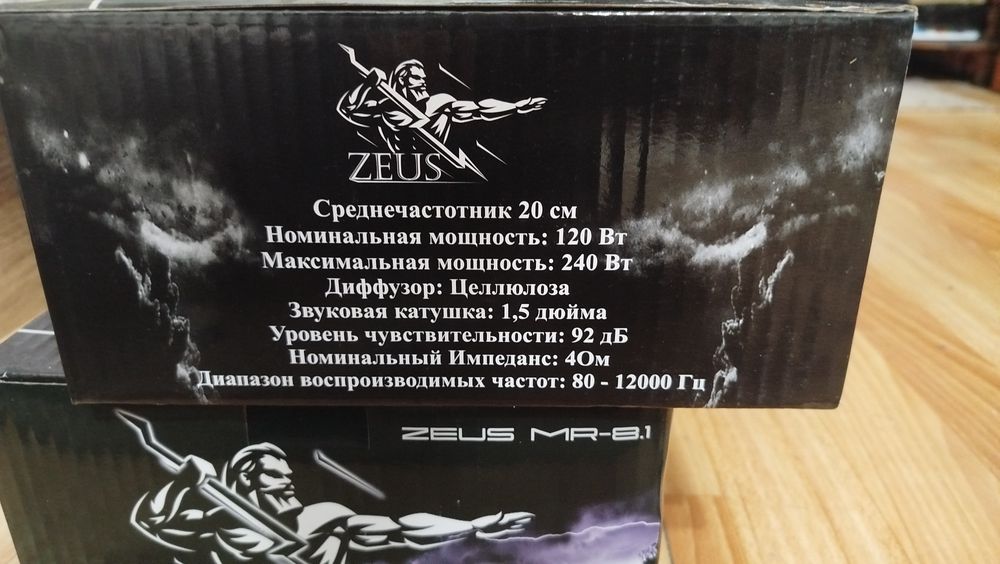 ZEUS
Среднечастотник 20 см
Номинальная мощность: 120 Вт
Максимальная мощность: 240 Вт
Диффузор: Целлюлоза
Звуковая катушка: 1,5 дюйма
Уровень чувствительности: 92 дБ
Номинальный Импеданс: 4Ом
Диапазон воспроизводимых частот: 80 - 12000 Гц
ZEUS MR-8.1